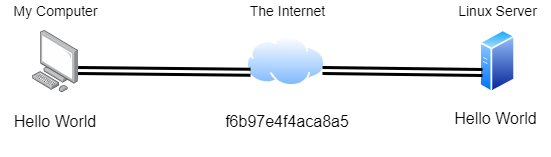 My Computer
The Internet
Linux Server
Hello World
f6b97e4f4aca8a5
Hello World